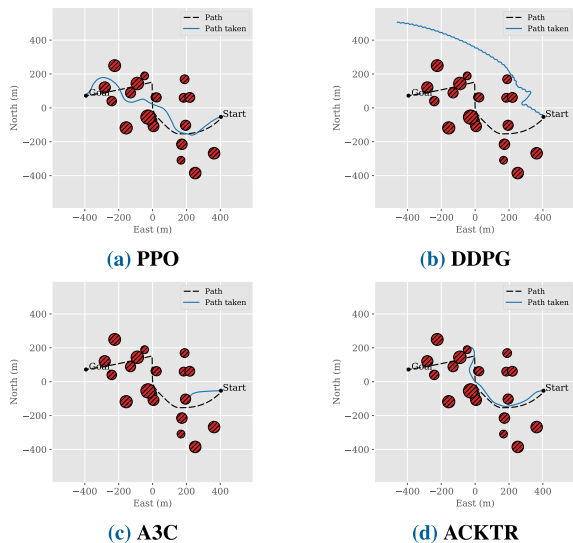 Path
Path taken
400
200
0
−200
−400
North (m)
Goal
Start
−400
−200
0
200
400
East (m)
(a) PPO
Path
Path taken
400
200
0
−200
−400
North (m)
Goal
Start
−400
−200
0
200
400
East (m)
(b) DDPG
Path
Path taken
400
200
0
−200
−400
North (m)
Goal
Start
−400
−200
0
200
400
East (m)
(c) A3C
Path
Path taken
400
200
0
−200
−400
North (m)
Goal
Start
−400
−200
0
200
400
East (m)
(d) ACKTR